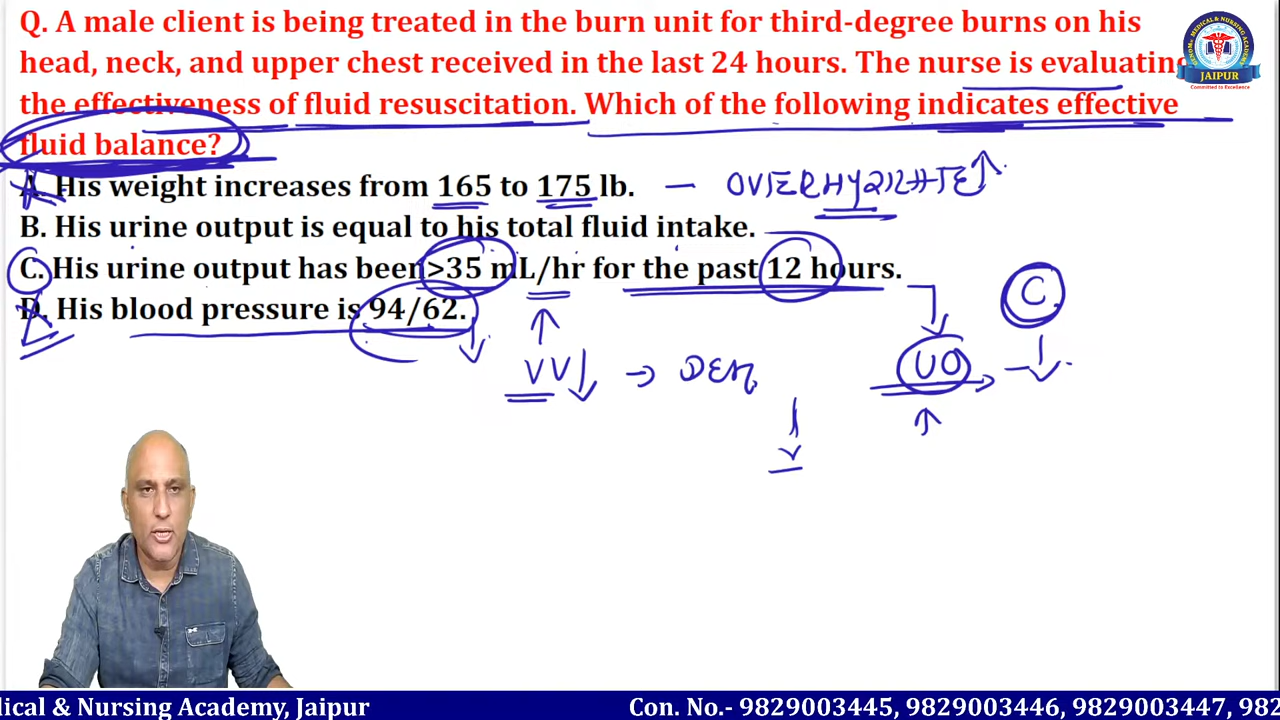 Q. A male client is being treated in the burn unit for third-degree burns on his
head, neck, and upper chest received in the last 24 hours. The nurse is evaluating
the effectiveness of fluid resuscitation. Which of the following indicates effective
fluid balance?
A. His weight increases from 165 to 175 lb. —
B. His urine output is equal to his total fluid intake.
C. His urine output has been >35 mL/hr for the past 12 hours.
D. His blood pressure is 94/62.
C
UO
JAIPUR
Committed to Excellence
dical & Nursing Academy, Jaipur
Con. No.- 9829003445, 9829003446, 9829003447, 982